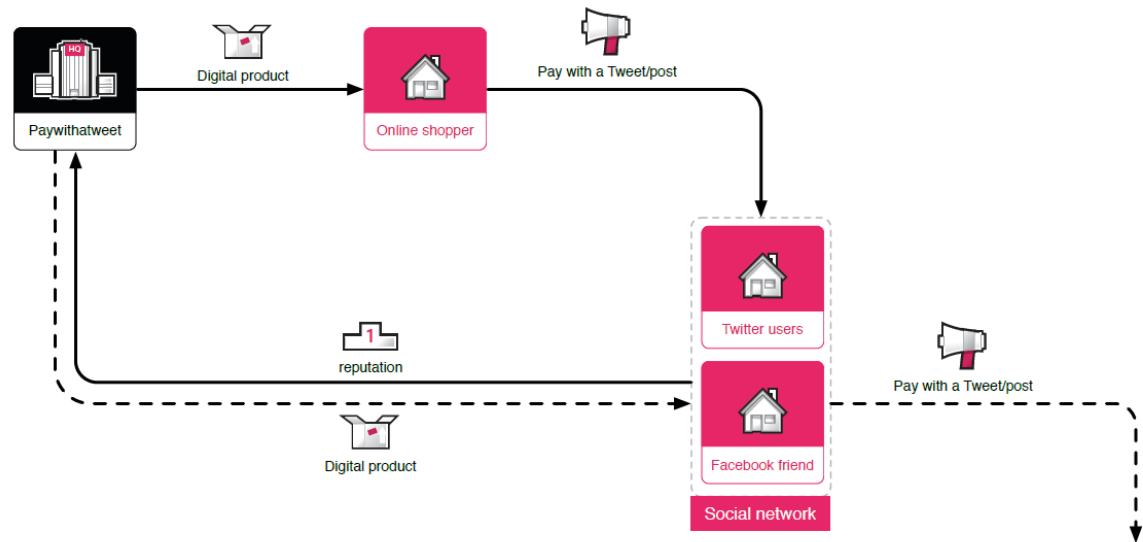 HQ
Paywithatweet
Digital product
Online shopper
Pay with a Tweet/post
Twitter users
1
reputation
Digital product
Facebook friend
Pay with a Tweet/post
Social network